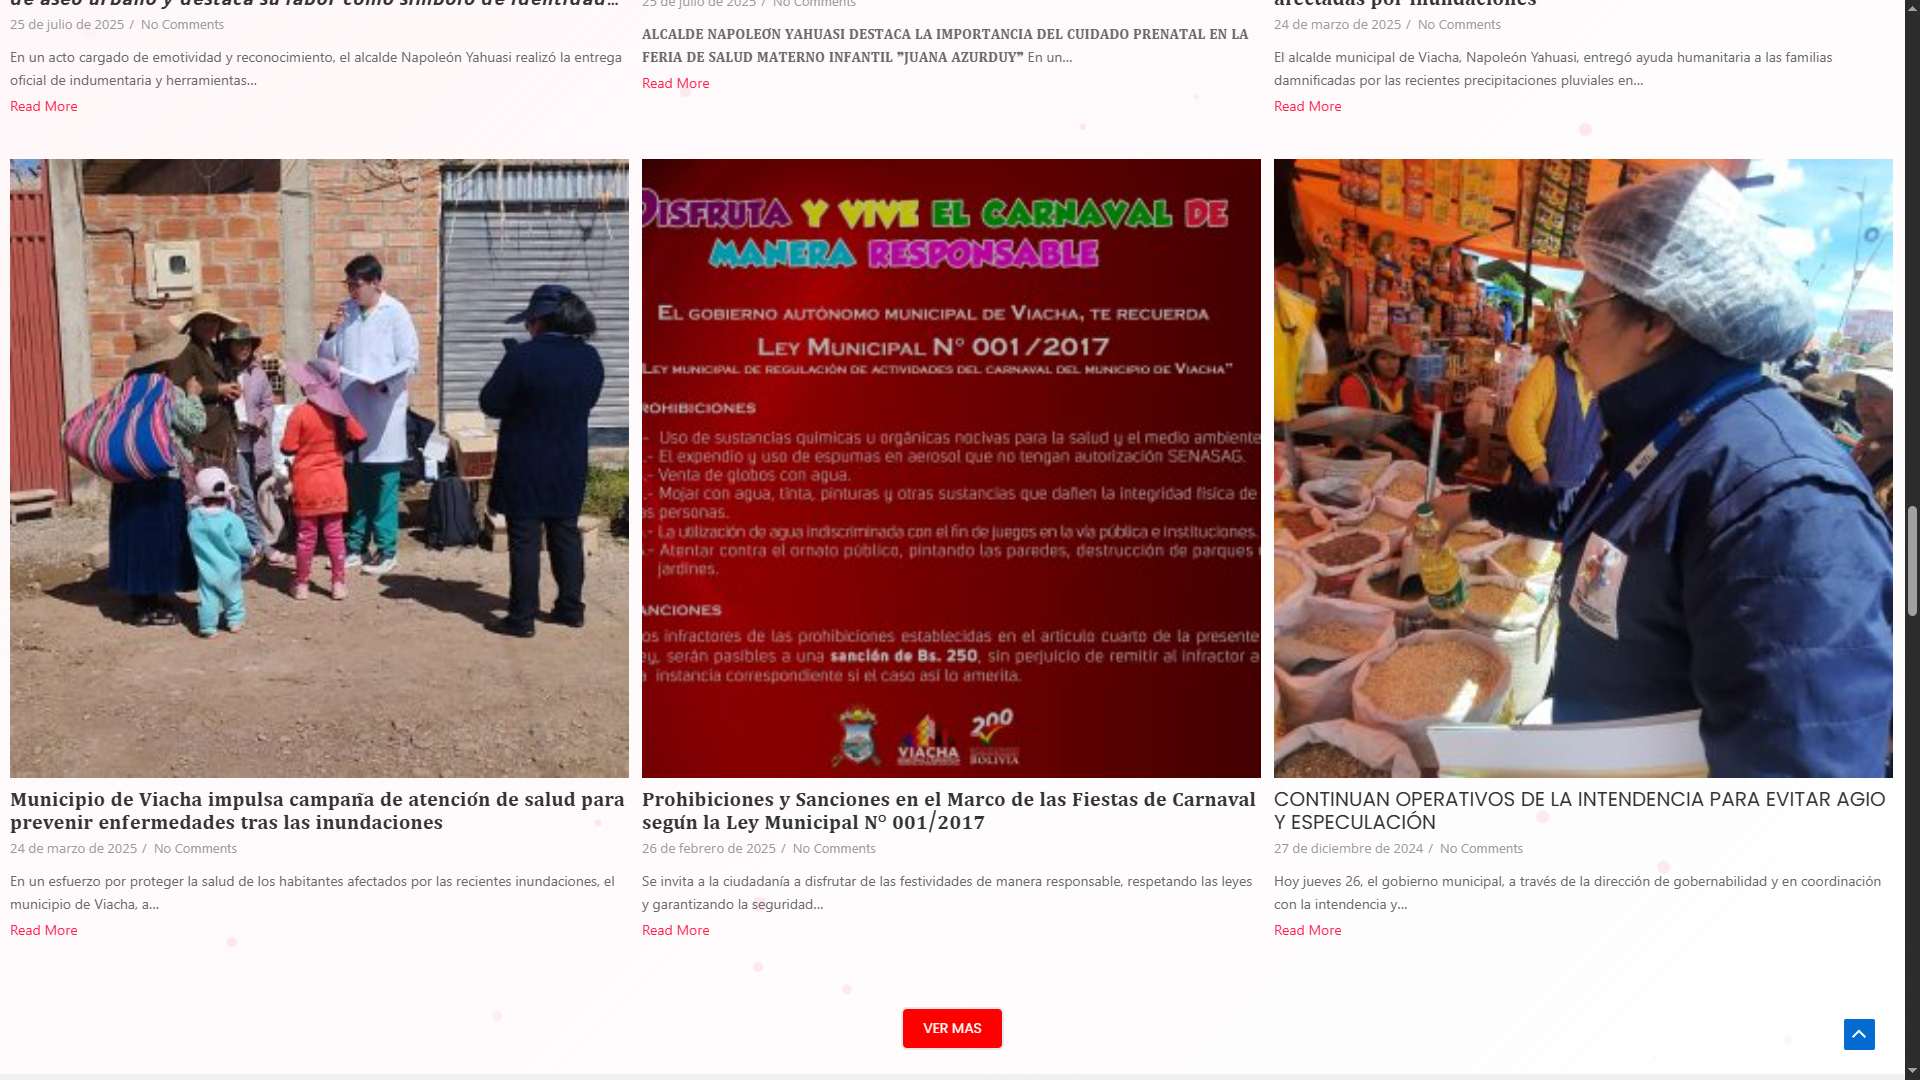 de aseo urbano y destaca su labor como símbolo de identidad...
25 de julio de 2025 / No Comments
En un acto cargado de emotividad y reconocimiento, el alcalde Napoleón Yahuasi realizó la entrega
oficial de indumentaria y herramientas...
Read More
25 de julio de 2025 / No Comments
ALCALDE NAPOLEÓN YAHUASI DESTACA LA IMPORTANCIA DEL CUIDADO PRENATAL EN LA
FERIA DE SALUD MATERNO INFANTIL "JUANA AZURDUY" En un...
Read More
afectadas por inundaciones
24 de marzo de 2025 / No Comments
El alcalde municipal de Viacha, Napoleón Yahuasi, entregó ayuda humanitaria a las familias
damnificadas por las recientes precipitaciones pluviales en...
Read More
Municipio de Viacha impulsa campaña de atención de salud para
prevenir enfermedades tras las inundaciones
24 de marzo de 2025 / No Comments
En un esfuerzo por proteger la salud de los habitantes afectados por las recientes inundaciones, el
municipio de Viacha, a...
Read More
DISFRUTA Y VIVE EL CARNAVAL DE
MANERA RESPONSABLE
EL GOBIERNO AUTÓNOMO MUNICIPAL DE VIACHA, TE RECUERDA
LEY MUNICIPAL N° 001/2017
LEY MUNICIPAL DE REGULACIÓN DE ACTIVIDADES DEL CARNAVAL DEL MUNICIPIO DE VIACHA"
ROHIBICIONES
.- Uso de sustancias químicas u orgánicas nocivas para la salud y el medio ambiente
.- El expendio y uso de espumas en aerosol que no tengan autorización SENASAG.
.- Venta de globos con agua.
.- Mojar con agua, tinta, pinturas y otras sustancias que dañen la integridad física de
as personas.
.- La utilización de agua indiscriminada con el fin de juegos en la vía pública e instituciones.
.- Atentar contra el ornato público, pintando las paredes, destrucción de parques
jardines.
ANCIONES
os infractores de las prohibiciones establecidas en el artículo cuarto de la presente
ey, serán pasibles a una sanción de Bs. 250, sin perjuicio de remitir al infractor a
a instancia correspondiente si el caso así lo amerita.
VIACHA
200
BOLIVIA
Prohibiciones y Sanciones en el Marco de las Fiestas de Carnaval
según la Ley Municipal N° 001/2017
26 de febrero de 2025 / No Comments
Se invita a la ciudadanía a disfrutar de las festividades de manera responsable, respetando las leyes
y garantizando la seguridad...
Read More
CONTINUAN OPERATIVOS DE LA INTENDENCIA PARA EVITAR AGIO
Y ESPECULACIÓN
27 de diciembre de 2024 / No Comments
Hoy jueves 26, el gobierno municipal, a través de la dirección de gobernabilidad y en coordinación
con la intendencia y...
Read More
VER MAS